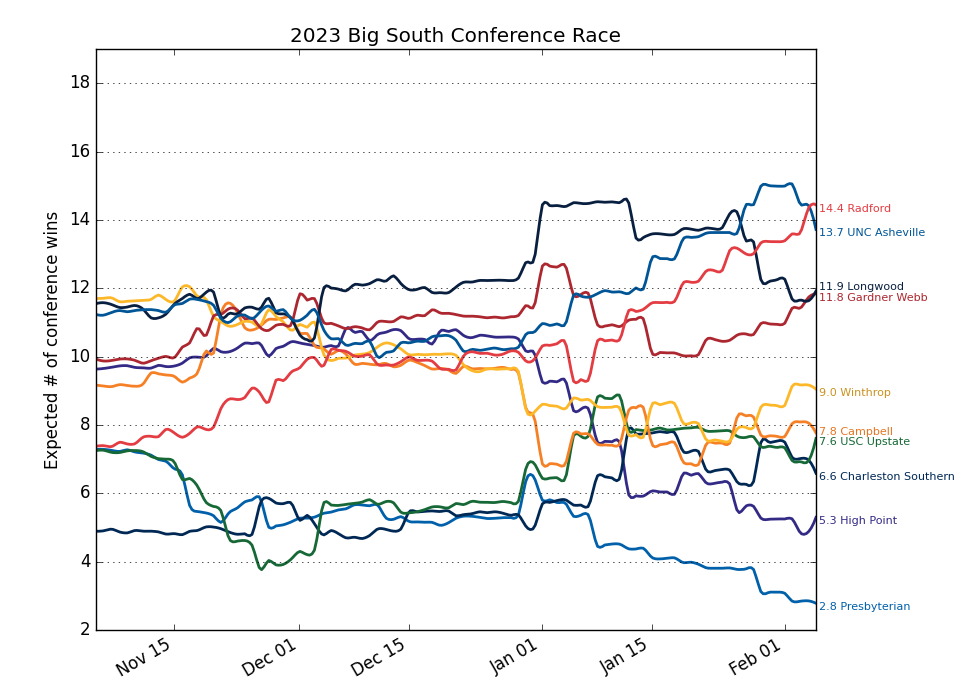 2023 Big South Conference Race
Expected # of conference wins
18
16
14
12
10
8
6
4
2
14.4 Radford
13.7 UNC Asheville
11.9 Longwood
11.8 Gardner Webb
9.0 Winthrop
7.8 Campbell
7.6 USC Upstate
6.6 Charleston Southern
5.3 High Point
2.8 Presbyterian
Nov 15
Dec 01
Dec 15
Jan 01
Jan 15
Feb 01